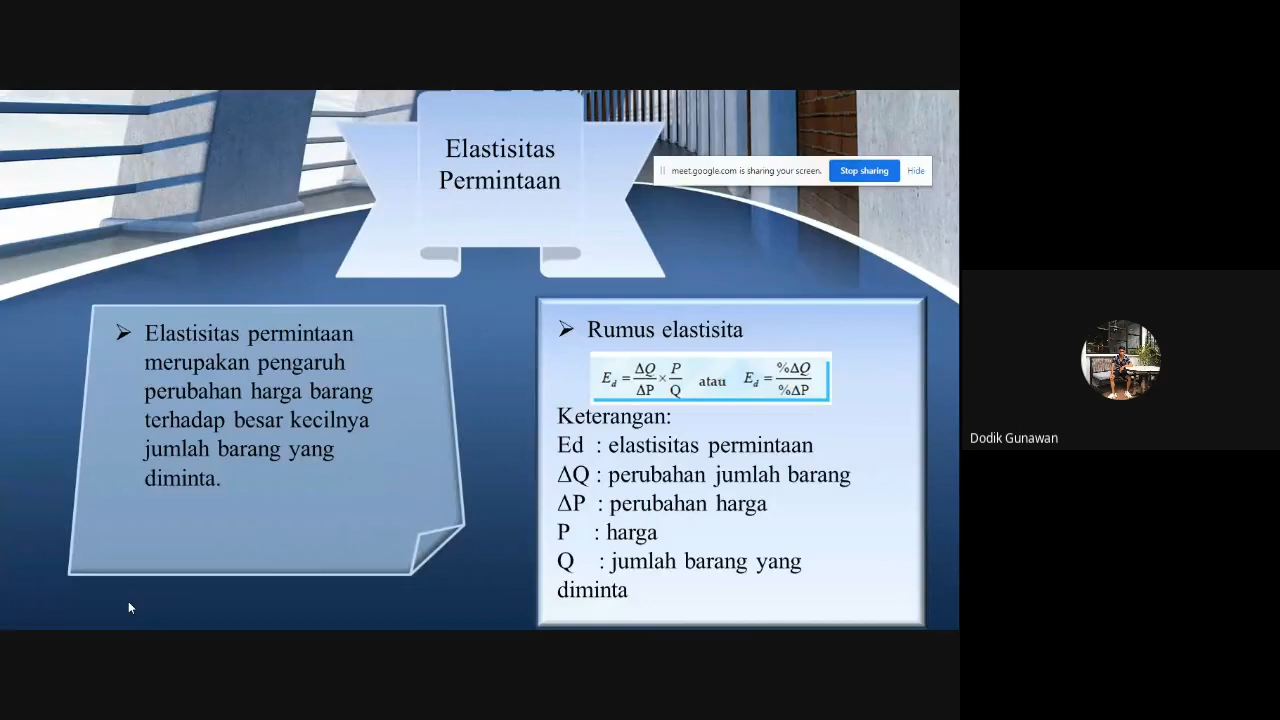 Elastisitas
Permintaan
meet.google.com is sharing your screen.
Stop sharing
Hide
➢ Elastisitas permintaan
merupakan pengaruh
perubahan harga barang
terhadap besar kecilnya
jumlah barang yang
diminta.
➢ Rumus elastisita
E_d = ΔQ/ΔP × P/Q atau E_d = %ΔQ/%ΔP
Keterangan:
Ed : elastisitas permintaan
ΔQ : perubahan jumlah barang
ΔP : perubahan harga
P : harga
Q : jumlah barang yang
diminta
Dodik Gunawan